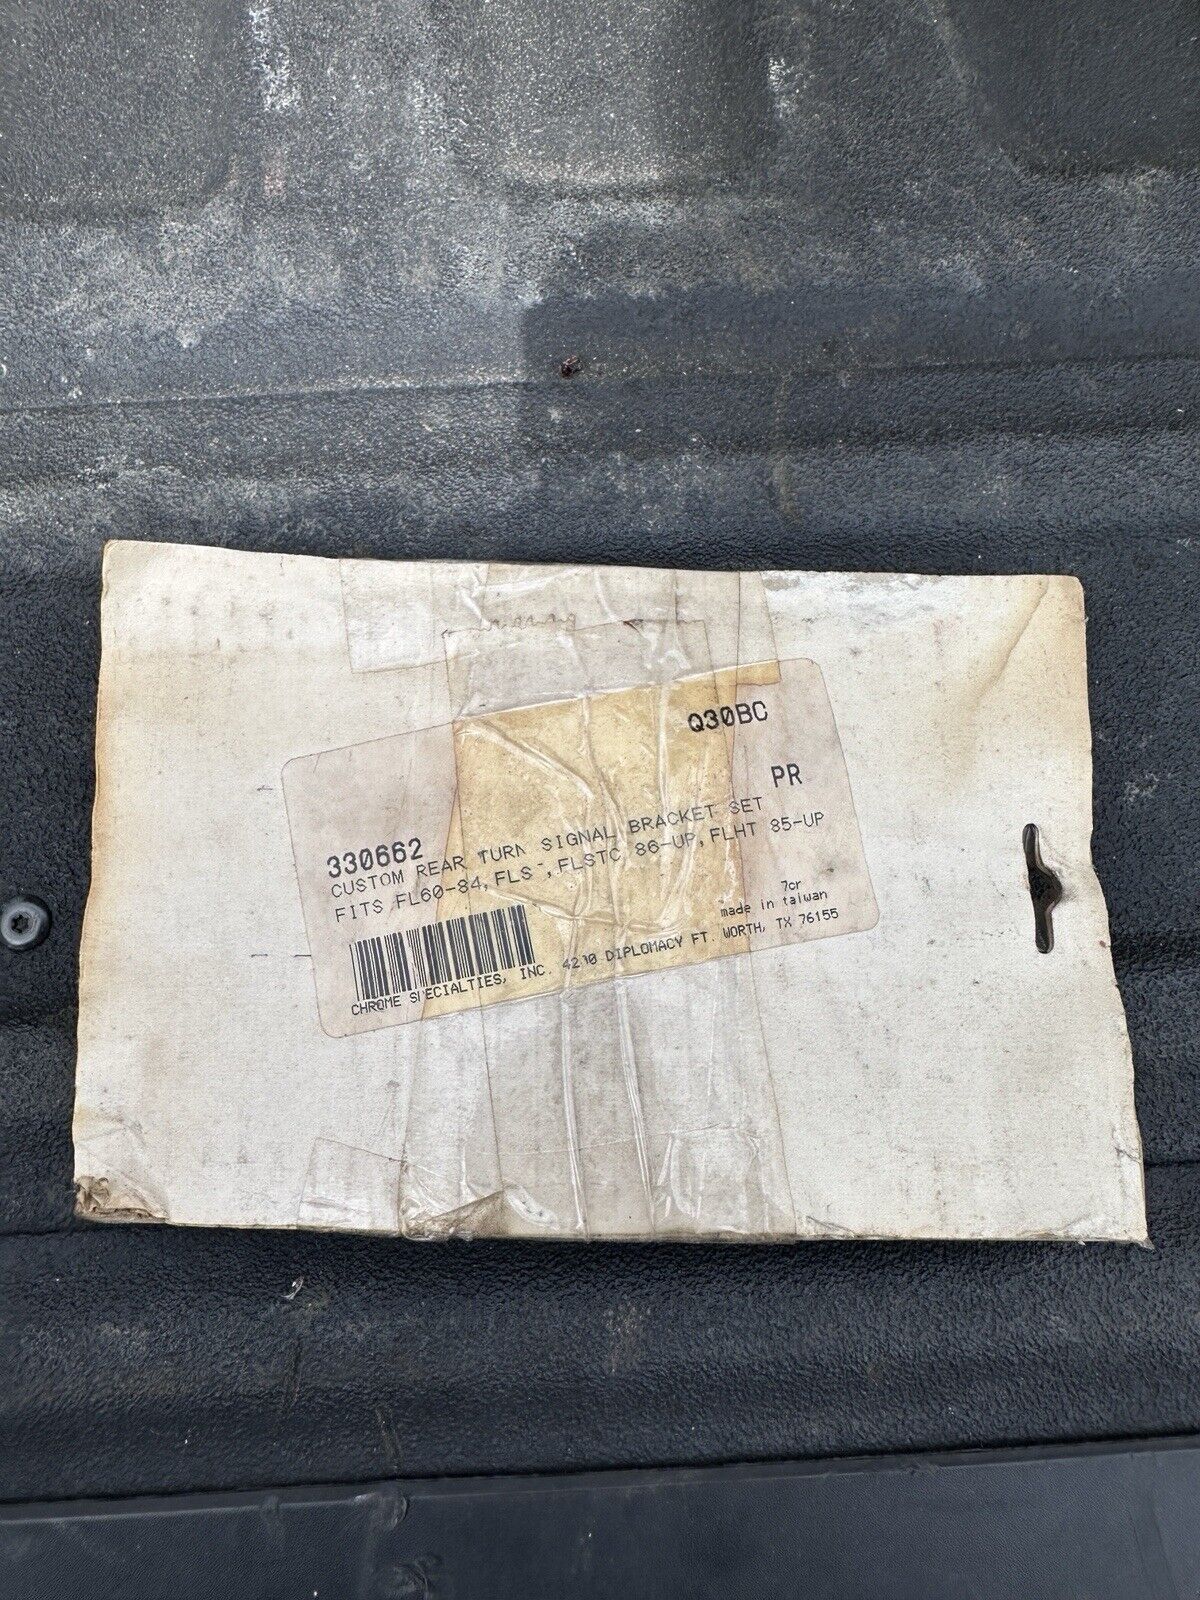 Q30BC
330662 PR
CUSTOM REAR TURN SIGNAL BRACKET SET
FITS FL60-84, FLS , FLSTC 86-UP, FLHT 85-UP
7cr
made in taiwan
CHROME SPECIALTIES, INC. 4210 DIPLOMACY FT. WORTH, TX 76155